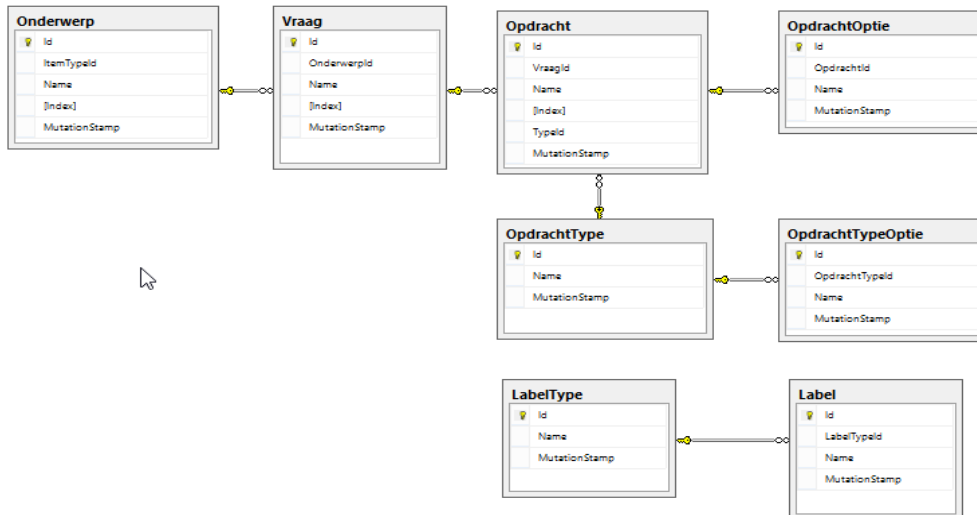 Onderwerp
Id
ItemTypeId
Name
[Index]
MutationStamp
Vraag
Id
OnderwerpId
Name
[Index]
MutationStamp
Opdracht
Id
VraagId
Name
[Index]
TypeId
MutationStamp
OpdrachtOptie
Id
OpdrachtId
Name
MutationStamp
OpdrachtType
Id
Name
MutationStamp
OpdrachtTypeOptie
Id
OpdrachtTypeId
Name
MutationStamp
LabelType
Id
Name
MutationStamp
Label
Id
LabelTypeId
Name
MutationStamp